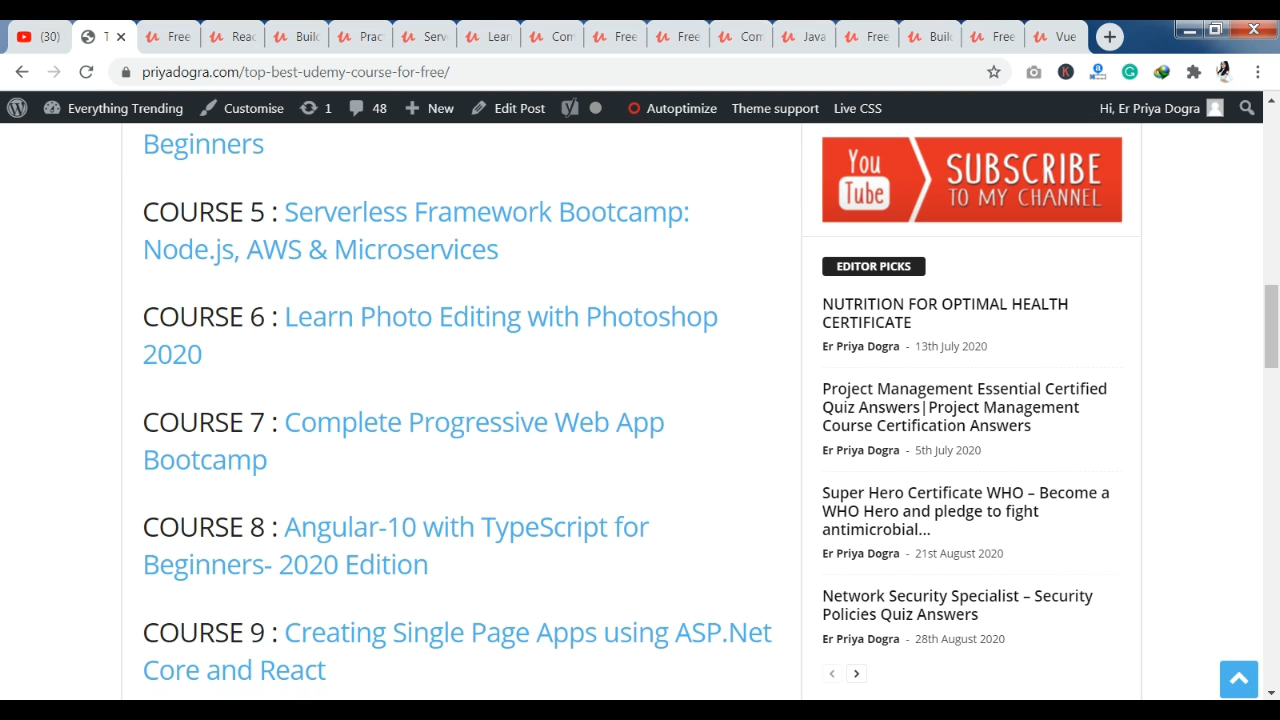 (30)
T
Free
Reac
Build
Prac
Serv
Lear
Com
Free
Free
Com
Java
Free
Buil
Free
Vue
priyadogra.com/top-best-udemy-course-for-free/
Everything Trending
Customise
1
48
New
Edit Post
Autoptimize
Theme support
Live CSS
Hi, Er Priya Dogra
Beginners
COURSE 5 : Serverless Framework Bootcamp:
Node.js, AWS & Microservices
COURSE 6 : Learn Photo Editing with Photoshop
2020
COURSE 7 : Complete Progressive Web App
Bootcamp
COURSE 8 : Angular-10 with TypeScript for
Beginners- 2020 Edition
COURSE 9 : Creating Single Page Apps using ASP.Net
Core and React
You
Tube
SUBSCRIBE
TO MY CHANNEL
EDITOR PICKS
NUTRITION FOR OPTIMAL HEALTH
CERTIFICATE
Er Priya Dogra - 13th July 2020
Project Management Essential Certified
Quiz Answers|Project Management
Course Certification Answers
Er Priya Dogra - 5th July 2020
Super Hero Certificate WHO – Become a
WHO Hero and pledge to fight
antimicrobial...
Er Priya Dogra - 21st August 2020
Network Security Specialist – Security
Policies Quiz Answers
Er Priya Dogra - 28th August 2020